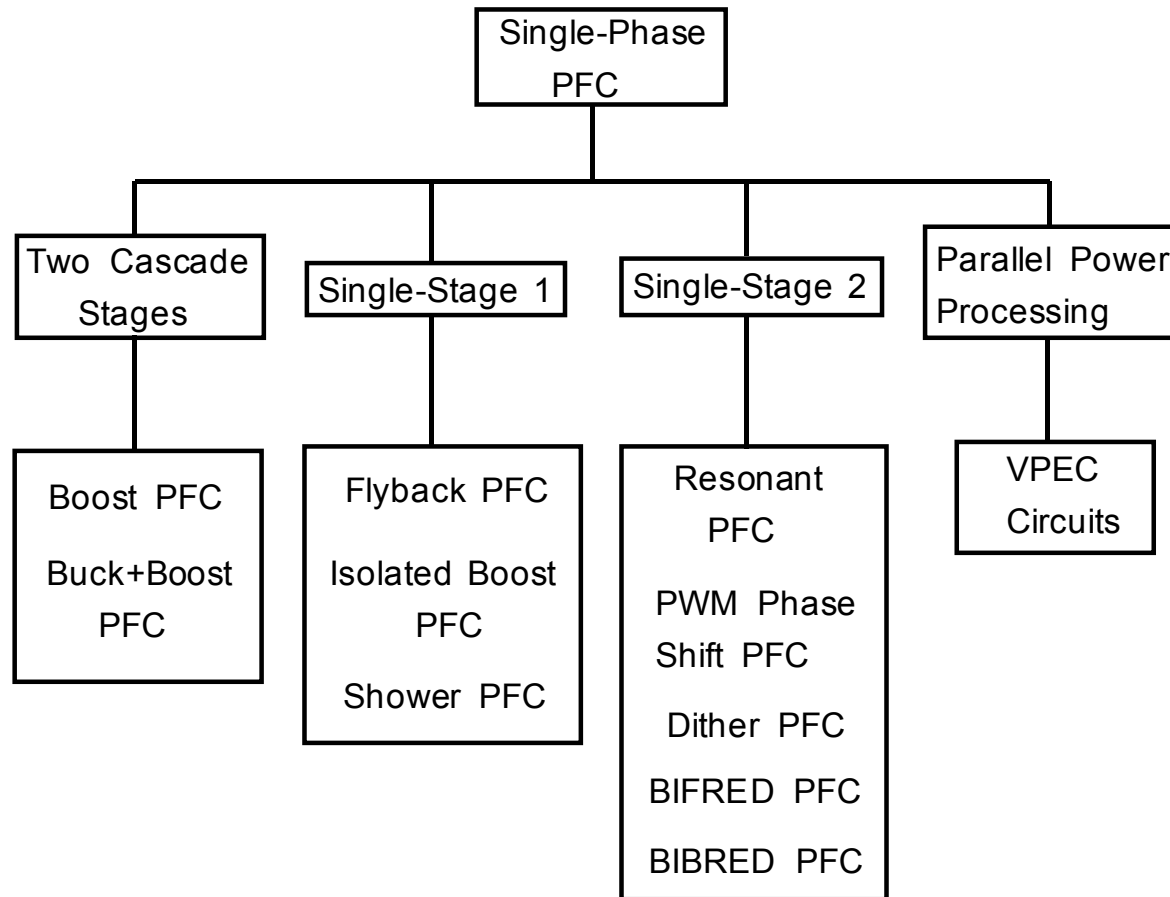 Single-Phase
PFC
Two Cascade
Stages
Single-Stage 1
Single-Stage 2
Parallel Power
Processing
Boost PFC
Buck+Boost
PFC
Flyback PFC
Isolated Boost
PFC
Shower PFC
Resonant
PFC
PWM Phase
Shift PFC
Dither PFC
BIFRED PFC
BIBRED PFC
VPEC
Circuits